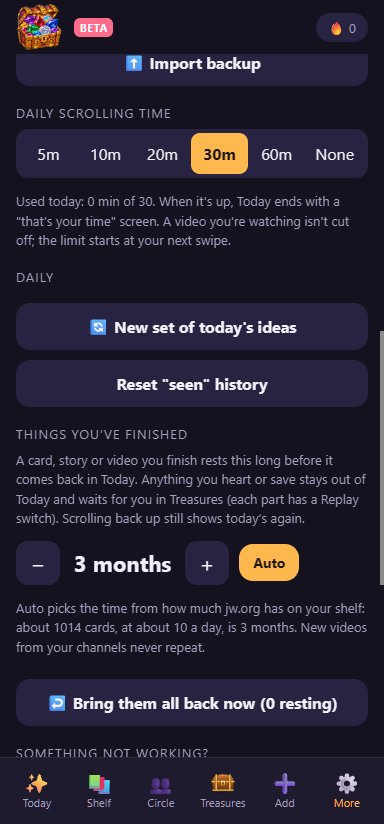 BETA
0
Import backup
DAILY SCROLLING TIME
5m 10m 20m 30m 60m None
Used today: 0 min of 30. When it's up, Today ends with a
"that's your time" screen. A video you're watching isn't cut
off; the limit starts at your next swipe.
DAILY
New set of today's ideas
Reset "seen" history
THINGS YOU'VE FINISHED
A card, story or video you finish rests this long before it
comes back in Today. Anything you heart or save stays out of
Today and waits for you in Treasures (each part has a Replay
switch). Scrolling back up still shows today's again.
− 3 months + Auto
Auto picks the time from how much jw.org has on your shelf:
about 1014 cards, at about 10 a day, is 3 months. New videos
from your channels never repeat.
Bring them all back now (0 resting)
SOMETHING NOT WORKING?
Today Shelf Circle Treasures Add More